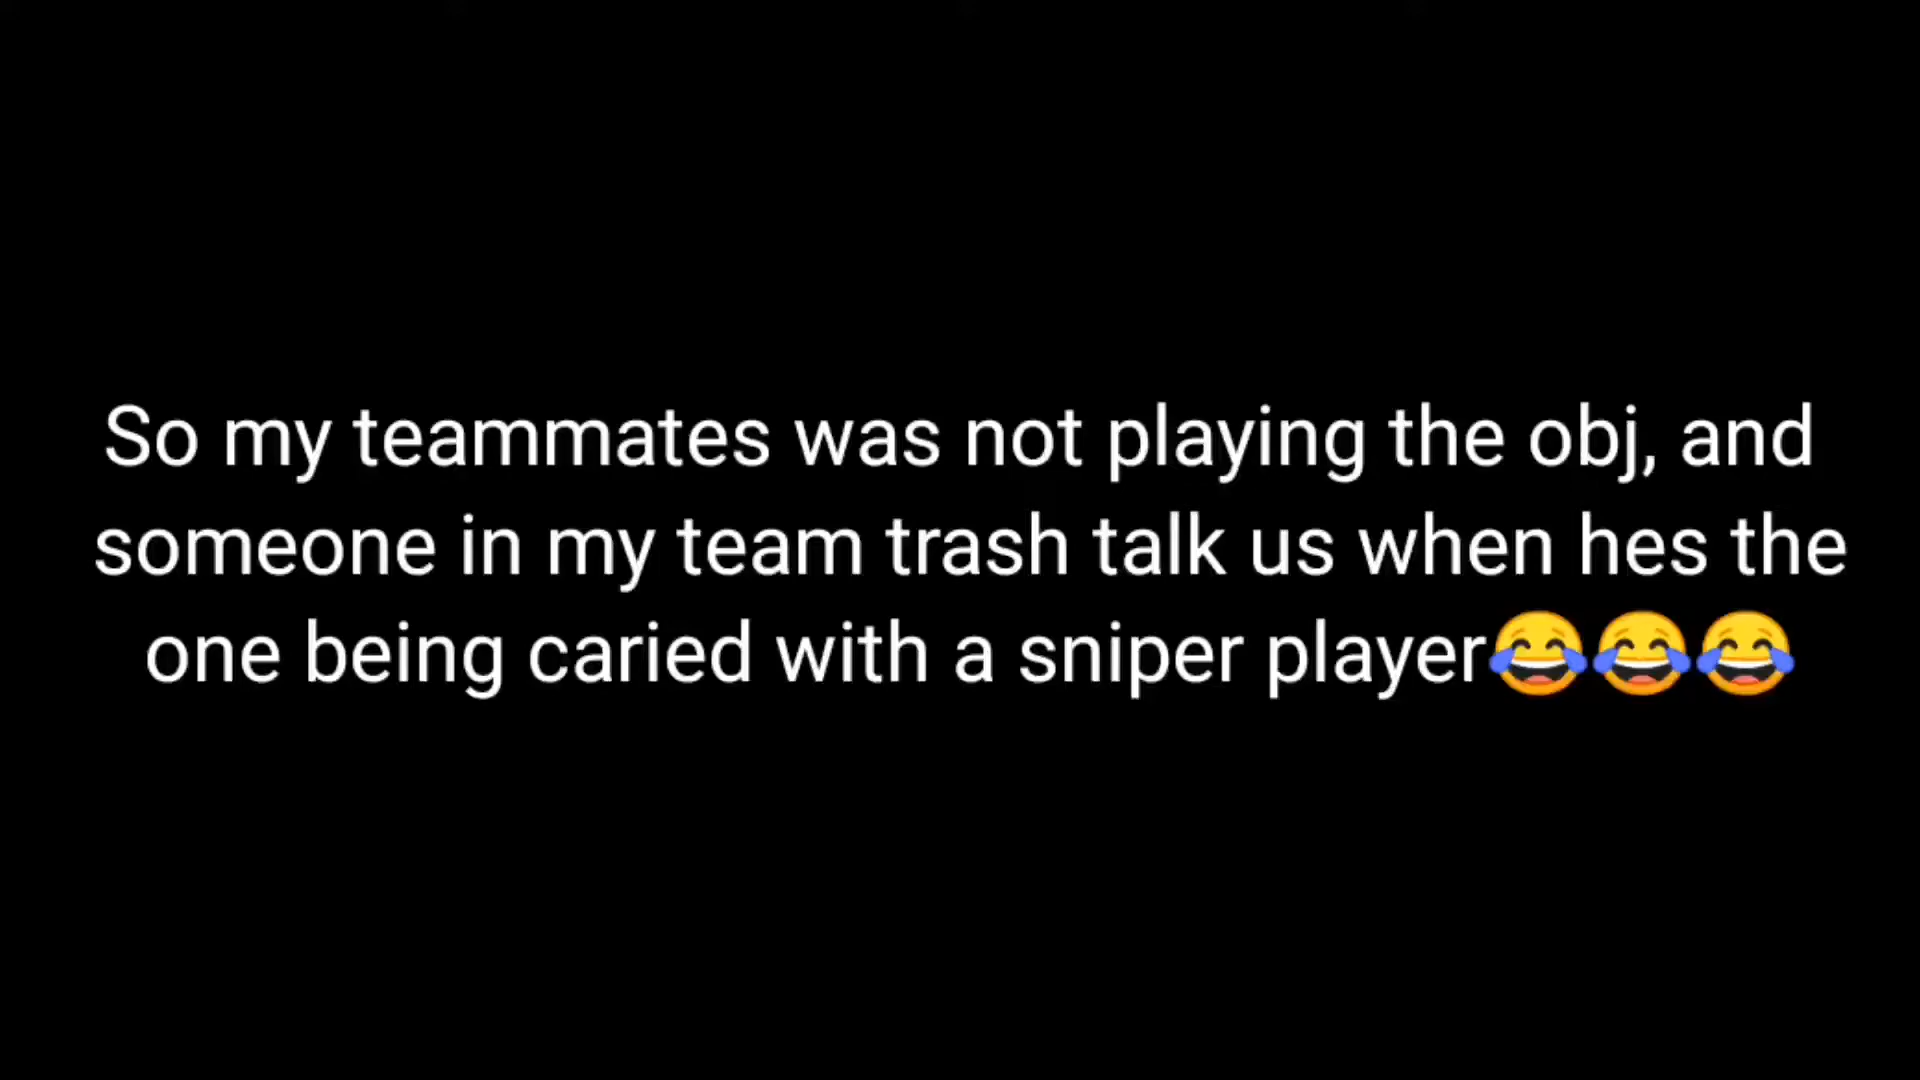 So my teammates was not playing the obj, and
someone in my team trash talk us when hes the
one being caried with a sniper player😂😂😂